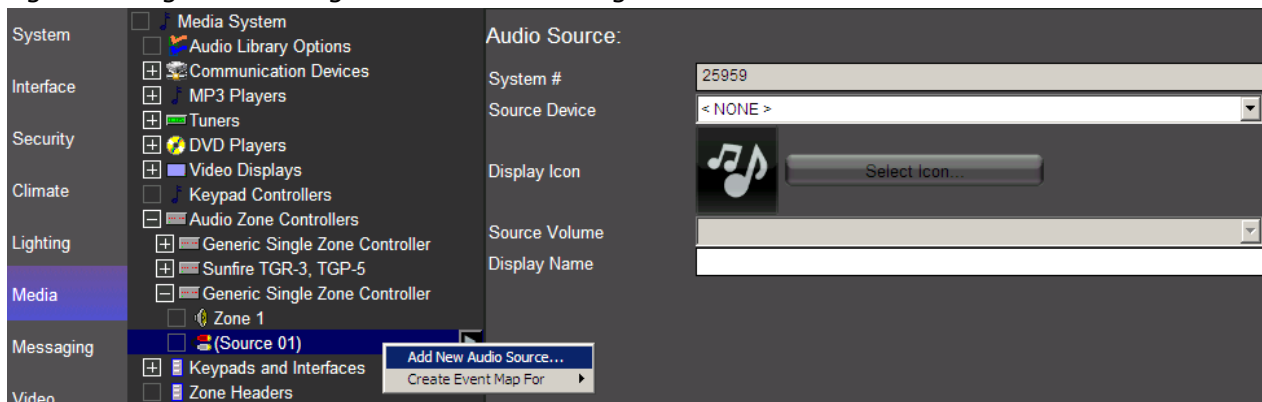 System
Interface
Security
Climate
Lighting
Media
Messaging
Video
Media System
Audio Library Options
Communication Devices
MP3 Players
Tuners
DVD Players
Video Displays
Keypad Controllers
Audio Zone Controllers
Generic Single Zone Controller
Sunfire TGR-3, TGP-5
Generic Single Zone Controller
Zone 1
(Source 01)
Keypads and Interfaces
Zone Headers
Add New Audio Source...
Create Event Map For
Audio Source:
System #
25959
Source Device
< NONE >
Display Icon
Select Icon...
Source Volume
Display Name